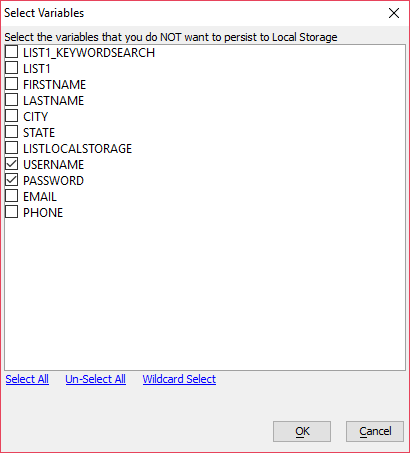 Select Variables
Select the variables that you do NOT want to persist to Local Storage
LIST1_KEYWORDSEARCH
LIST1
FIRSTNAME
LASTNAME
CITY
STATE
LISTLOCALSTORAGE
USERNAME
PASSWORD
EMAIL
PHONE
Select All Un-Select All Wildcard Select
OK Cancel